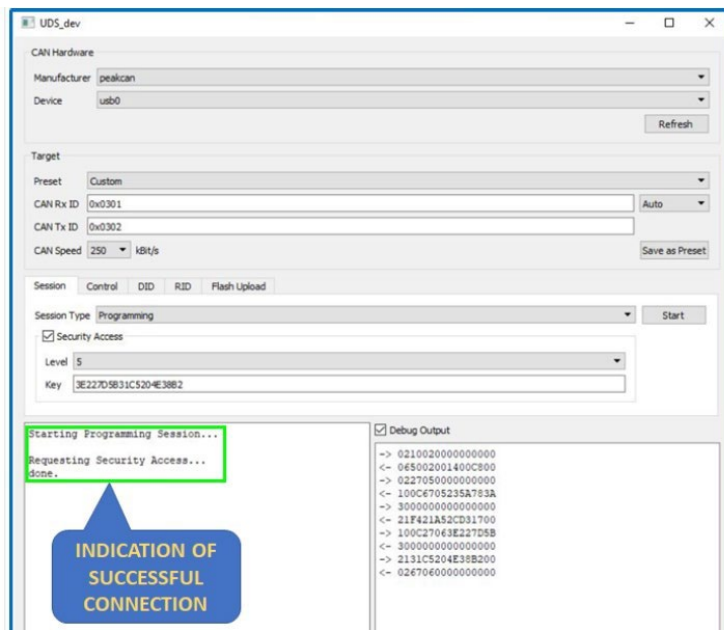 UDS_dev
CAN Hardware
Manufacturer peakcan
Device usb0
Refresh
Target
Preset Custom
CAN Rx ID 0x0301 Auto
CAN Tx ID 0x0302
CAN Speed 250 kBit/s Save as Preset
Session Control DID RID Flash Upload
Session Type Programming Start
Security Access
Level 5
Key 3E227D5B31C5204E38B2
Starting Programming Session...
Requesting Security Access...
done.
INDICATION OF
SUCCESSFUL
CONNECTION
Debug Output
-> 0210020000000000
<- 065002001400C800
-> 0227050000000000
<- 100C6705235A783A
-> 3000000000000000
<- 21F421A52CD31700
-> 100C27063E227D5B
<- 3000000000000000
-> 2131C5204E38B200
<- 0267060000000000